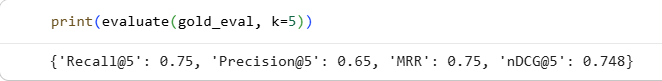 print(evaluate(gold_eval, k=5))
{'Recall@5': 0.75, 'Precision@5': 0.65, 'MRR': 0.75, 'nDCG@5': 0.748}